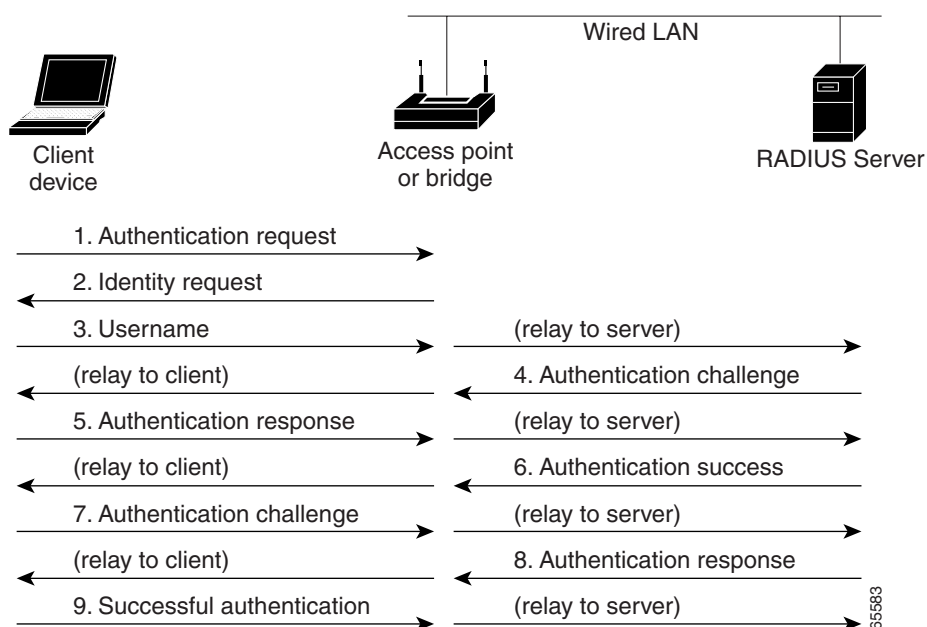 Wired LAN
Client
device
Access point
or bridge
RADIUS Server
1. Authentication request
2. Identity request
3. Username
(relay to server)
(relay to client)
4. Authentication challenge
5. Authentication response
(relay to server)
(relay to client)
6. Authentication success
7. Authentication challenge
(relay to server)
(relay to client)
8. Authentication response
9. Successful authentication
(relay to server)
65583